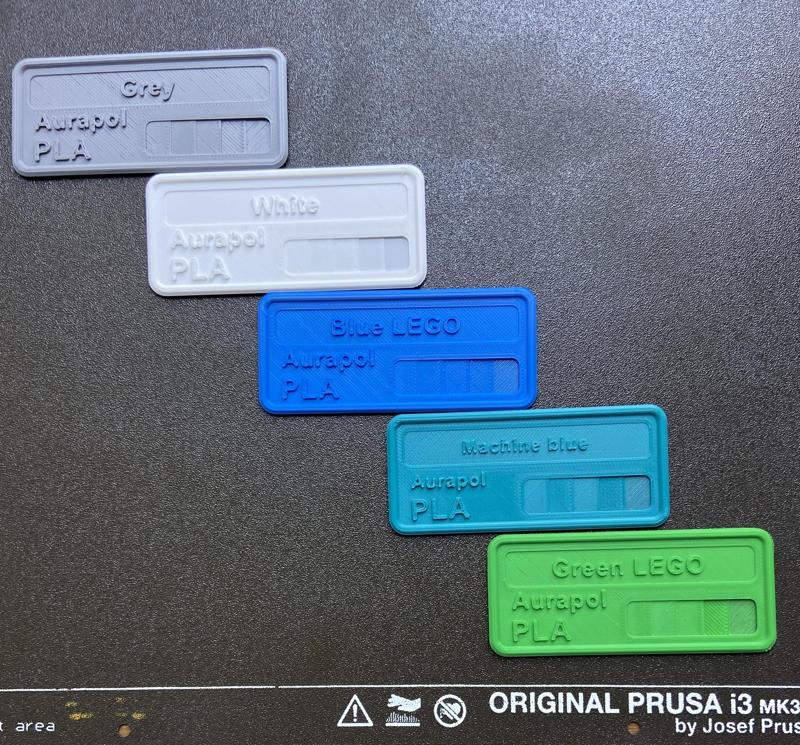 Grey
Aurapol
PLA
White
Aurapol
PLA
Blue LEGO
Aurapol
PLA
Machine blue
Aurapol
PLA
Green LEGO
Aurapol
PLA
t area
ORIGINAL PRUSA i3 MK3
by Josef Prus